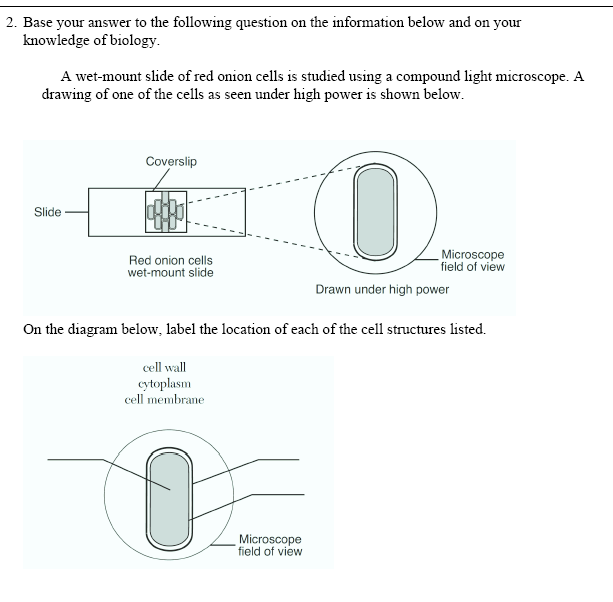 2. Base your answer to the following question on the information below and on your
knowledge of biology.
A wet-mount slide of red onion cells is studied using a compound light microscope. A
drawing of one of the cells as seen under high power is shown below.
Coverslip
Slide
Red onion cells
wet-mount slide
Microscope
field of view
Drawn under high power
On the diagram below, label the location of each of the cell structures listed.
cell wall
cytoplasm
cell membrane
Microscope
field of view